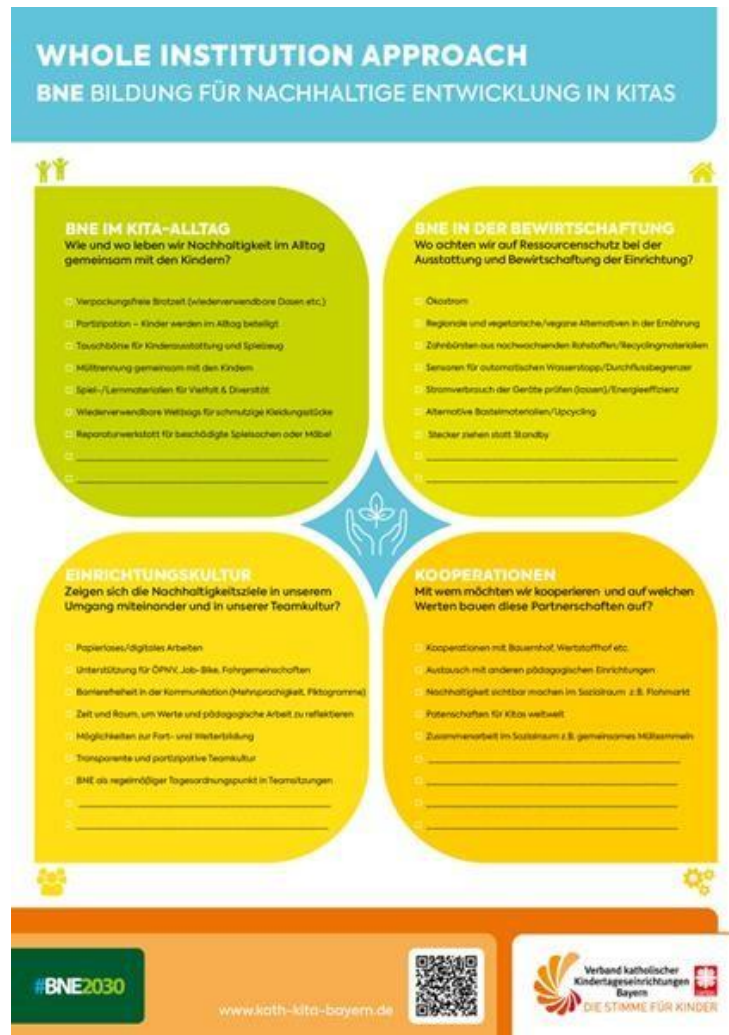 WHOLE INSTITUTION APPROACH
BNE BILDUNG FÜR NACHHALTIGE ENTWICKLUNG IN KITAS
BNE IM KITA-ALLTAG
Wie und wo leben wir Nachhaltigkeit im Alltag
gemeinsam mit den Kindern?
Verpackungsfreie Brotzeit (wiederverwendbare Dosen etc.)
Partizipation – Kinder werden im Alltag beteiligt
Tauschbörse für Kinderausstattung und Spielzeug
Mülltrennung gemeinsam mit den Kindern
Spiel-/Lernmaterialien für Vielfalt & Diversität
Wiederverwendbare Wetbags für schmutzige Kleidungsstücke
Reparaturwerkstatt für beschädigte Spielsachen oder Möbel
BNE IN DER BEWIRTSCHAFTUNG
Wo achten wir auf Ressourcenschutz bei der
Ausstattung und Bewirtschaftung der Einrichtung?
Ökostrom
Regionale und vegetarische/vegane Alternativen in der Ernährung
Zahnbürsten aus nachwachsenden Rohstoffen/Recyclingmaterialien
Sensoren für automatischen Wasserstopp/Durchflussbegrenzer
Stromverbrauch der Geräte prüfen (lassen)/Energieeffizienz
Alternative Bastelmaterialien/Upcycling
Stecker ziehen statt Standby
EINRICHTUNGSKULTUR
Zeigen sich die Nachhaltigkeitsziele in unserem
Umgang miteinander und in unserer Teamkultur?
Papierloses/digitales Arbeiten
Unterstützung für ÖPNV, Job-Bike, Fahrgemeinschaften
Barrierefreiheit in der Kommunikation (Mehrsprachigkeit, Piktogramme)
Zeit und Raum, um Werte und pädagogische Arbeit zu reflektieren
Möglichkeiten zur Fort- und Weiterbildung
Transparente und partizipative Teamkultur
BNE als regelmäßiger Tagesordnungspunkt in Teamsitzungen
KOOPERATIONEN
Mit wem möchten wir kooperieren und auf welchen
Werten bauen diese Partnerschaften auf?
Kooperationen mit Bauernhof, Wertstoffhof etc.
Austausch mit anderen pädagogischen Einrichtungen
Nachhaltigkeit sichtbar machen im Sozialraum z.B. Flohmarkt
Patenschaften für Kitas weltweit
Zusammenarbeit im Sozialraum z.B. gemeinsames Müllsammeln
#BNE2030
www.kath-kita-bayern.de
Verband katholischer
Kindertageseinrichtungen
Bayern
DIE STIMME FÜR KINDER